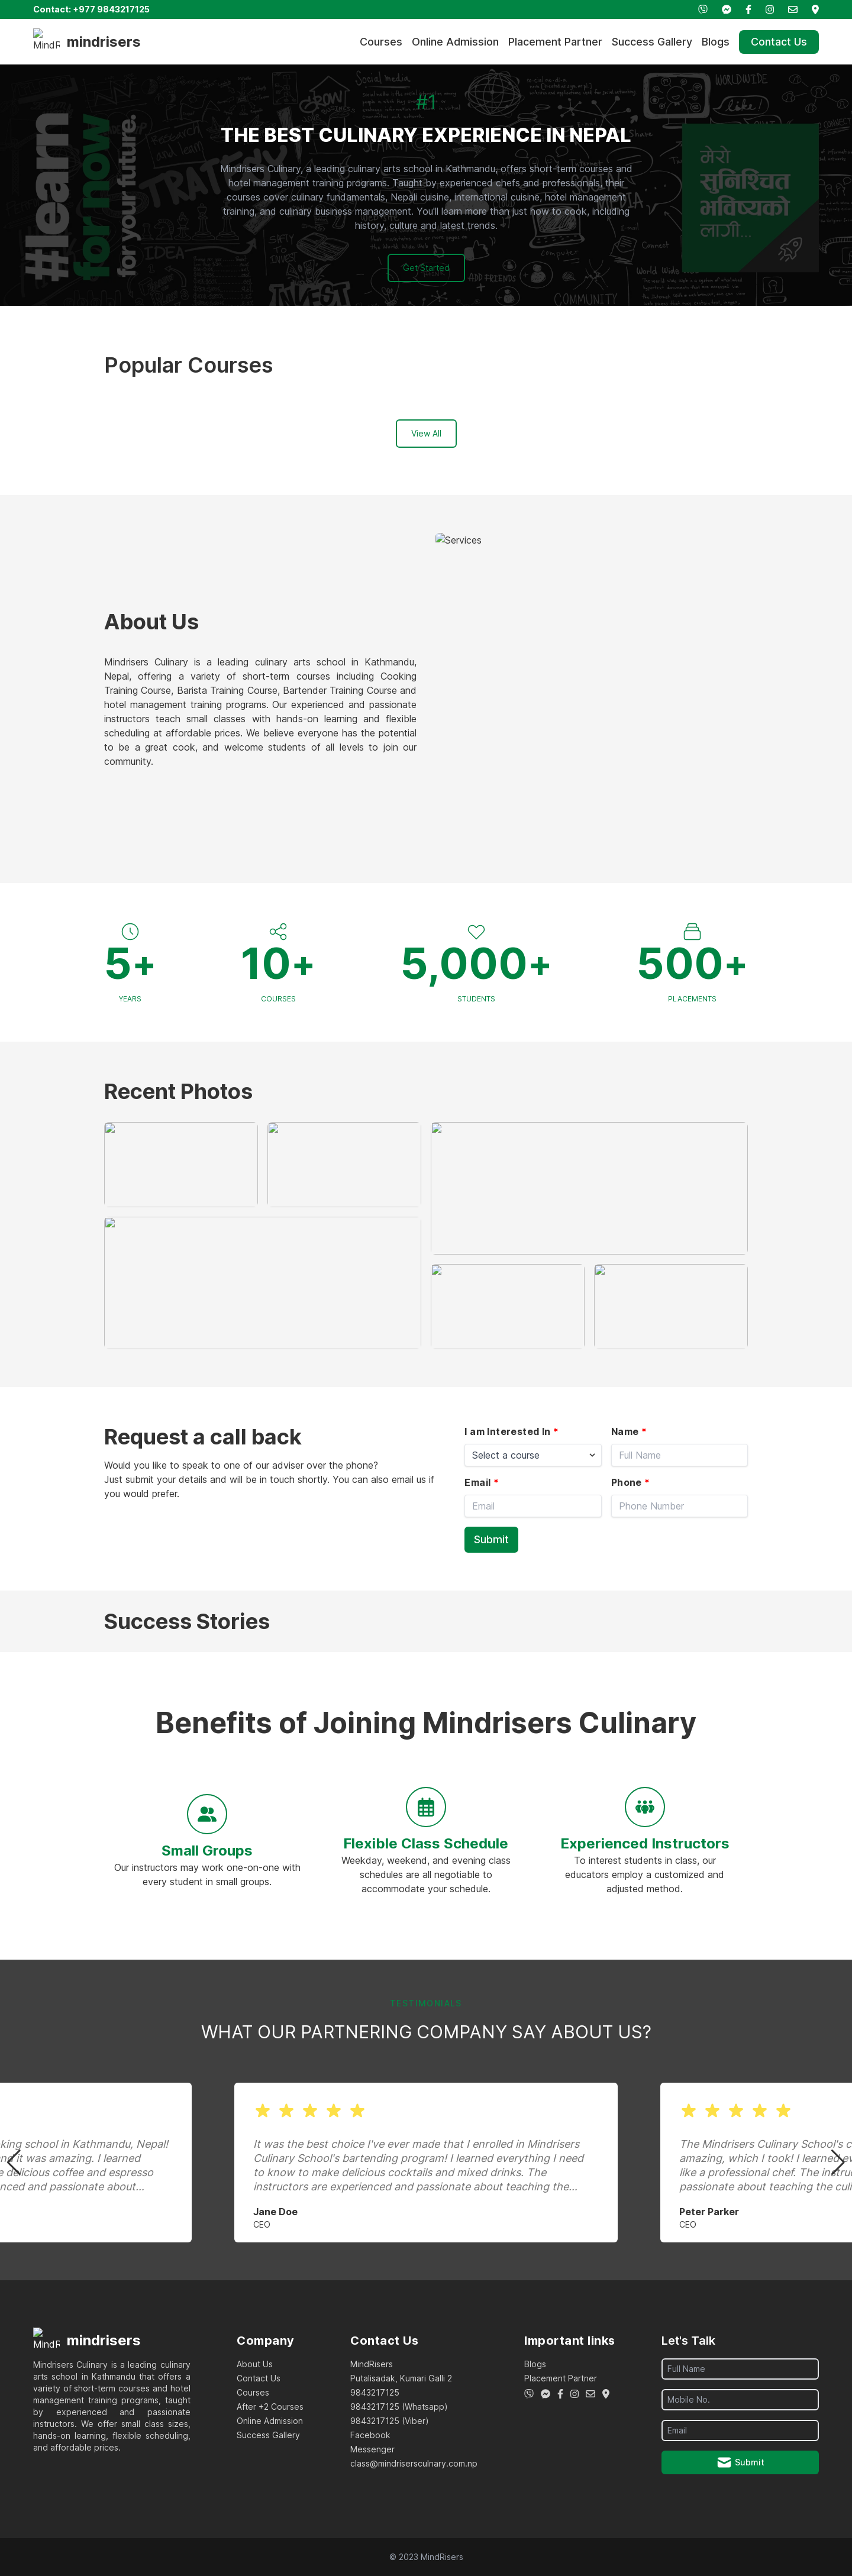 Contact: +977 9843217125
MindR
mindrisers
Courses
Online Admission
Placement Partner
Success Gallery
Blogs
Contact Us
#1
THE BEST CULINARY EXPERIENCE IN NEPAL
Mindrisers Culinary, a leading culinary arts school in Kathmandu, offers short-term courses and
hotel management training programs. Taught by experienced chefs and professionals, their
courses cover culinary fundamentals, Nepali cuisine, international cuisine, hotel management
training, and culinary business management. You'll learn more than just how to cook, including
history, culture and latest trends.
Get Started
#learn
for now
for your future.
मेरो
सुनिश्चित
भविष्यको
लागी...
SEARCH
SOCIAL
MEDIA
WORLDWIDE
World Wide
Connect
ADD FRIENDS
COMMUNITY
INVEST
Popular Courses
View All
Services
About Us
Mindrisers Culinary is a leading culinary arts school in Kathmandu,
Nepal, offering a variety of short-term courses including Cooking
Training Course, Barista Training Course, Bartender Training Course and
hotel management training programs. Our experienced and passionate
instructors teach small classes with hands-on learning and flexible
scheduling at affordable prices. We believe everyone has the potential
to be a great cook, and welcome students of all levels to join our
community.
5+
YEARS
10+
COURSES
5,000+
STUDENTS
500+
PLACEMENTS
Recent Photos
Request a call back
Would you like to speak to one of our adviser over the phone?
Just submit your details and will be in touch shortly. You can also email us if
you would prefer.
I am Interested In *
Select a course
Name *
Full Name
Email *
Email
Phone *
Phone Number
Submit
Success Stories
Benefits of Joining Mindrisers Culinary
Small Groups
Our instructors may work one-on-one with
every student in small groups.
Flexible Class Schedule
Weekday, weekend, and evening class
schedules are all negotiable to
accommodate your schedule.
Experienced Instructors
To interest students in class, our
educators employ a customized and
adjusted method.
TESTIMONIALS
WHAT OUR PARTNERING COMPANY SAY ABOUT US?
king school in Kathmandu, Nepal!
nd it was amazing. I learned
e delicious coffee and espresso
nced and passionate about...
It was the best choice I've ever made that I enrolled in Mindrisers
Culinary School's bartending program! I learned everything I need
to know to make delicious cocktails and mixed drinks. The
instructors are experienced and passionate about teaching the...
Jane Doe
CEO
The Mindrisers Culinary School's c
amazing, which I took! I learned ev
like a professional chef. The instru
passionate about teaching the culi
Peter Parker
CEO
MindR
mindrisers
Mindrisers Culinary is a leading culinary
arts school in Kathmandu that offers a
variety of short-term courses and hotel
management training programs, taught
by experienced and passionate
instructors. We offer small class sizes,
hands-on learning, flexible scheduling,
and affordable prices.
Company
About Us
Contact Us
Courses
After +2 Courses
Online Admission
Success Gallery
Contact Us
MindRisers
Putalisadak, Kumari Galli 2
9843217125
9843217125 (Whatsapp)
9843217125 (Viber)
Facebook
Messenger
class@mindrisersculnary.com.np
Important links
Blogs
Placement Partner
Let's Talk
Full Name
Mobile No.
Email
Submit
© 2023 MindRisers